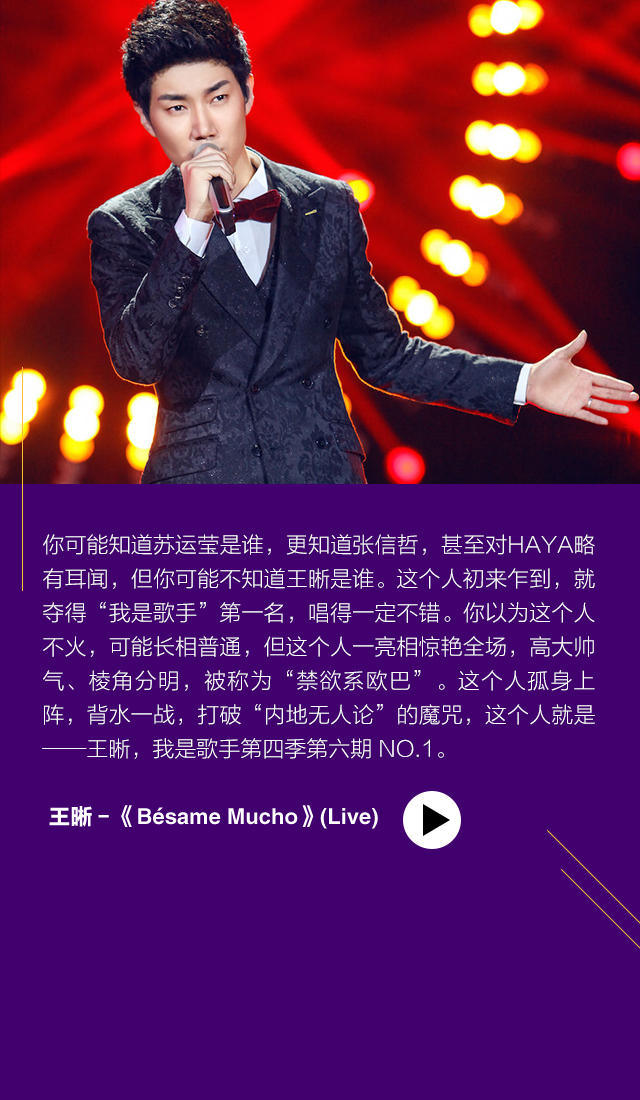 你可能知道苏运莹是谁，更知道张信哲，甚至对HAYA略
有耳闻，但你可能不知道王晰是谁。这个人初来乍到，就
夺得“我是歌手”第一名，唱得一定不错。你以为这个人
不火，可能长相普通，但这个人一亮相惊艳全场，高大帅
气、棱角分明，被称为“禁欲系欧巴”。这个人孤身上
阵，背水一战，打破“内地无人论”的魔咒，这个人就是
——王晰，我是歌手第四季第六期 NO.1。
王晰-《Bésame Mucho》(Live)